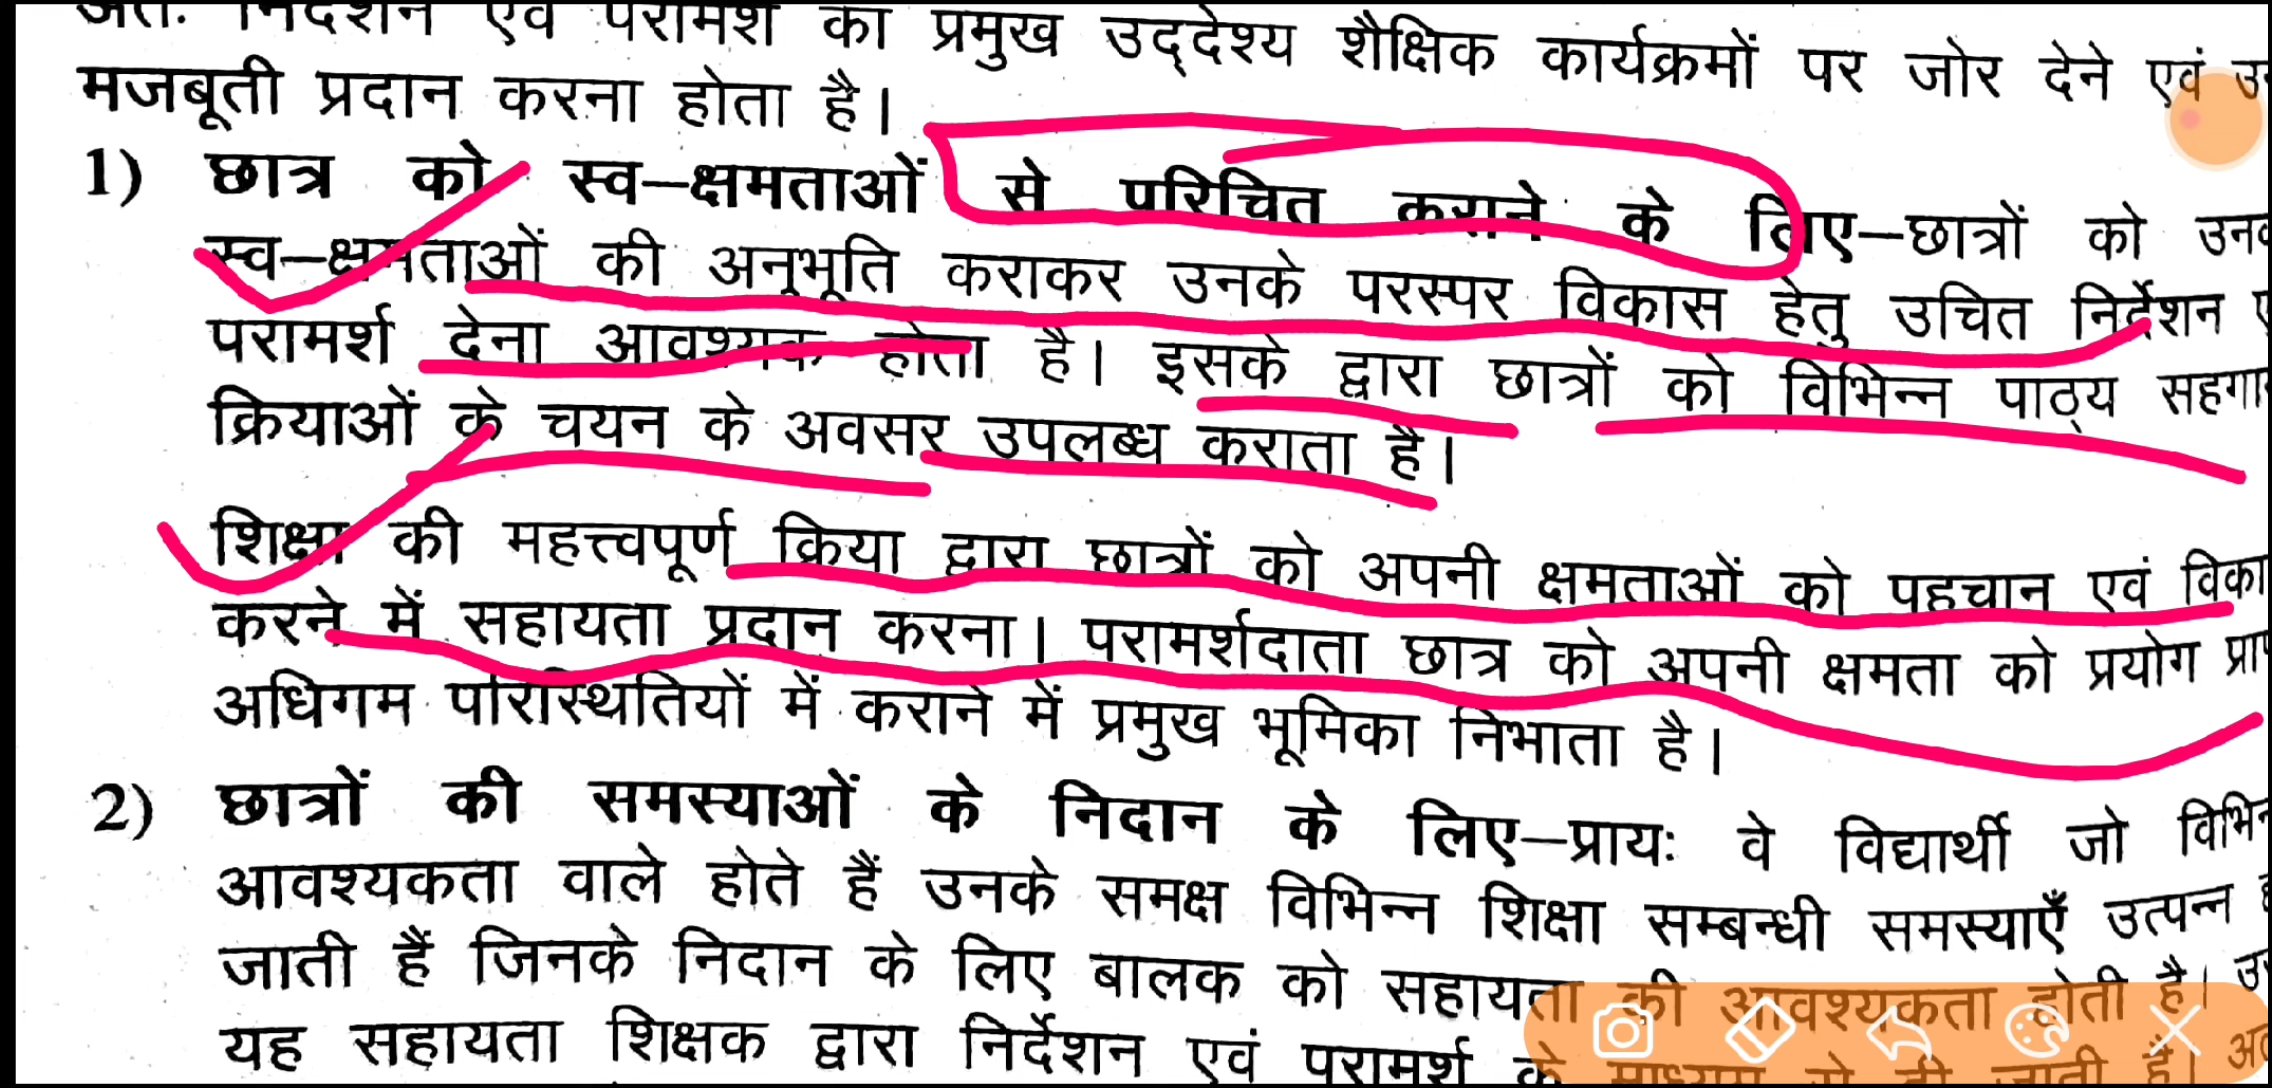 अतः निर्देशन एवं परामर्श का प्रमुख उद्देश्य शैक्षिक कार्यक्रमों पर जोर देने एवं
मजबूती प्रदान करना होता है।
1) छात्र को स्व–क्षमताओं से परिचित कराने के लिए–छात्रों को
स्व–क्षमताओं की अनुभूति कराकर उनके परस्पर विकास हेतु उचित निर्देशन
परामर्श देना आवश्यक होता है। इसके द्वारा छात्रों को विभिन्न पाठ्य
क्रियाओं के चयन के अवसर उपलब्ध कराता है।
शिक्षा की महत्त्वपूर्ण क्रिया द्वारा छात्रों को अपनी क्षमताओं को पहचान एवं
करने में सहायता प्रदान करना। परामर्शदाता छात्र को अपनी क्षमता को प्रयोग
अधिगम परिस्थितियों में कराने में प्रमुख भूमिका निभाता है।
2) छात्रों की समस्याओं के निदान के लिए–प्रायः वे विद्यार्थी जो
आवश्यकता वाले होते हैं उनके समक्ष विभिन्न शिक्षा सम्बन्धी समस्याएँ उत्पन्न
जाती हैं जिनके निदान के लिए बालक को सहायता की आवश्यकता होती है।
यह सहायता शिक्षक द्वारा निर्देशन एवं परामर्श के माध्यम से दी जाती है।